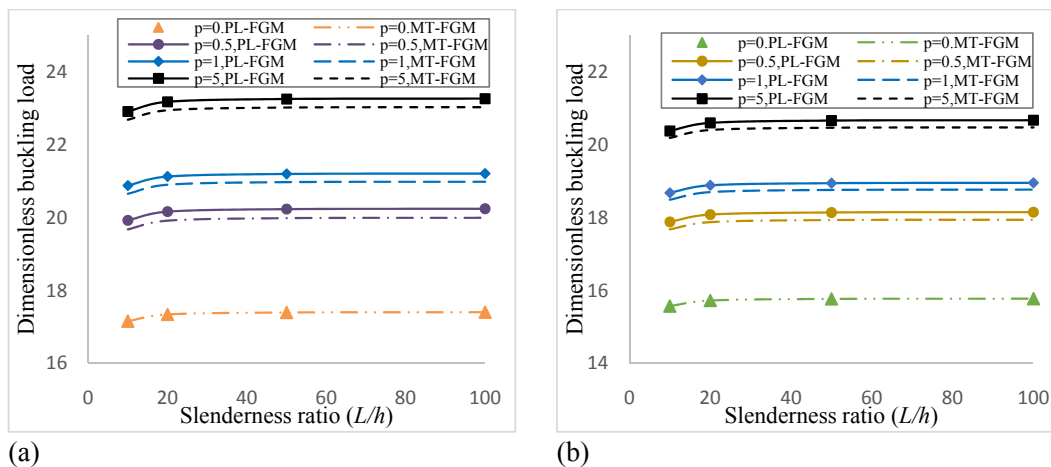 p=0.PL-FGM p=0.MT-FGM
p=0.5,PL-FGM p=0.5,MT-FGM
p=1,PL-FGM p=1,MT-FGM
p=5,PL-FGM p=5,MT-FGM
Dimensionless buckling load
24
22
20
18
16
0 20 40 60 80 100
Slenderness ratio (L/h)
(a)
p=0.PL-FGM p=0.MT-FGM
p=0.5,PL-FGM p=0.5,MT-FGM
p=1,PL-FGM p=1,MT-FGM
p=5,PL-FGM p=5,MT-FGM
Dimensionless buckling load
22
20
18
16
14
0 20 40 60 80 100
Slenderness ratio (L/h)
(b)